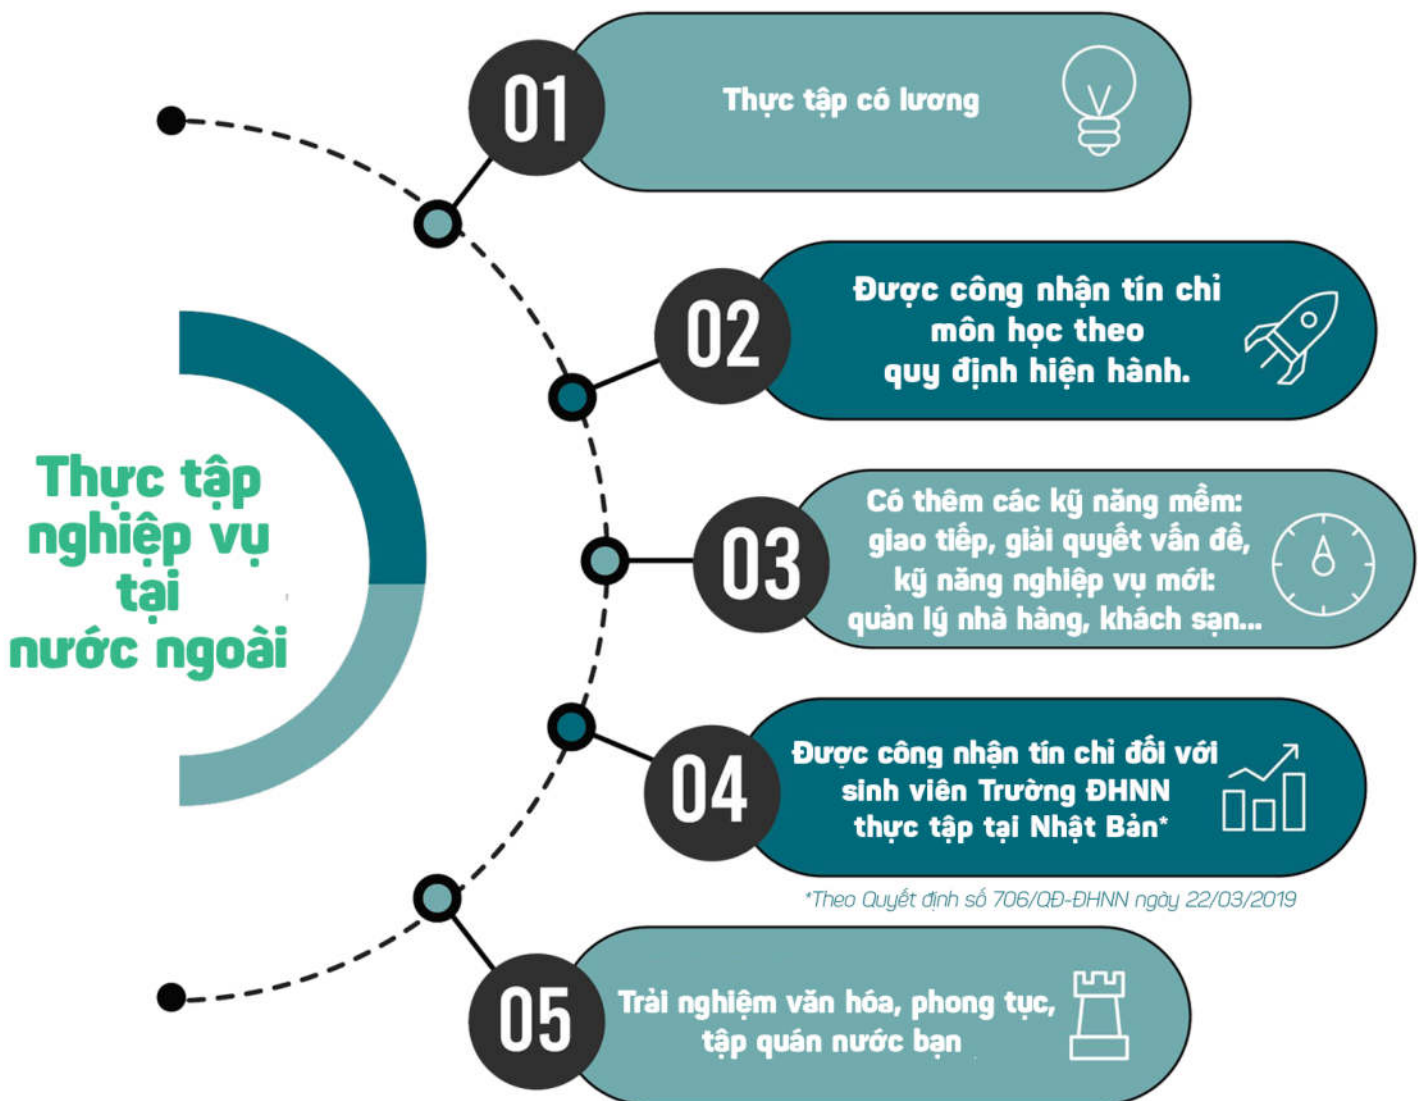 Thực tập
nghiệp vụ
tại
nước ngoài
01
Thực tập có lương
02
Được công nhận tín chỉ
môn học theo
quy định hiện hành.
03
Có thêm các kỹ năng mềm:
giao tiếp, giải quyết vấn đề,
kỹ năng nghiệp vụ mới:
quản lý nhà hàng, khách sạn...
04
Được công nhận tín chỉ đối với
sinh viên Trường ĐHNN
thực tập tại Nhật Bản*
*Theo Quyết định số 706/QĐ-ĐHNN ngày 22/03/2019
05
Trải nghiệm văn hóa, phong tục,
tập quán nước bạn